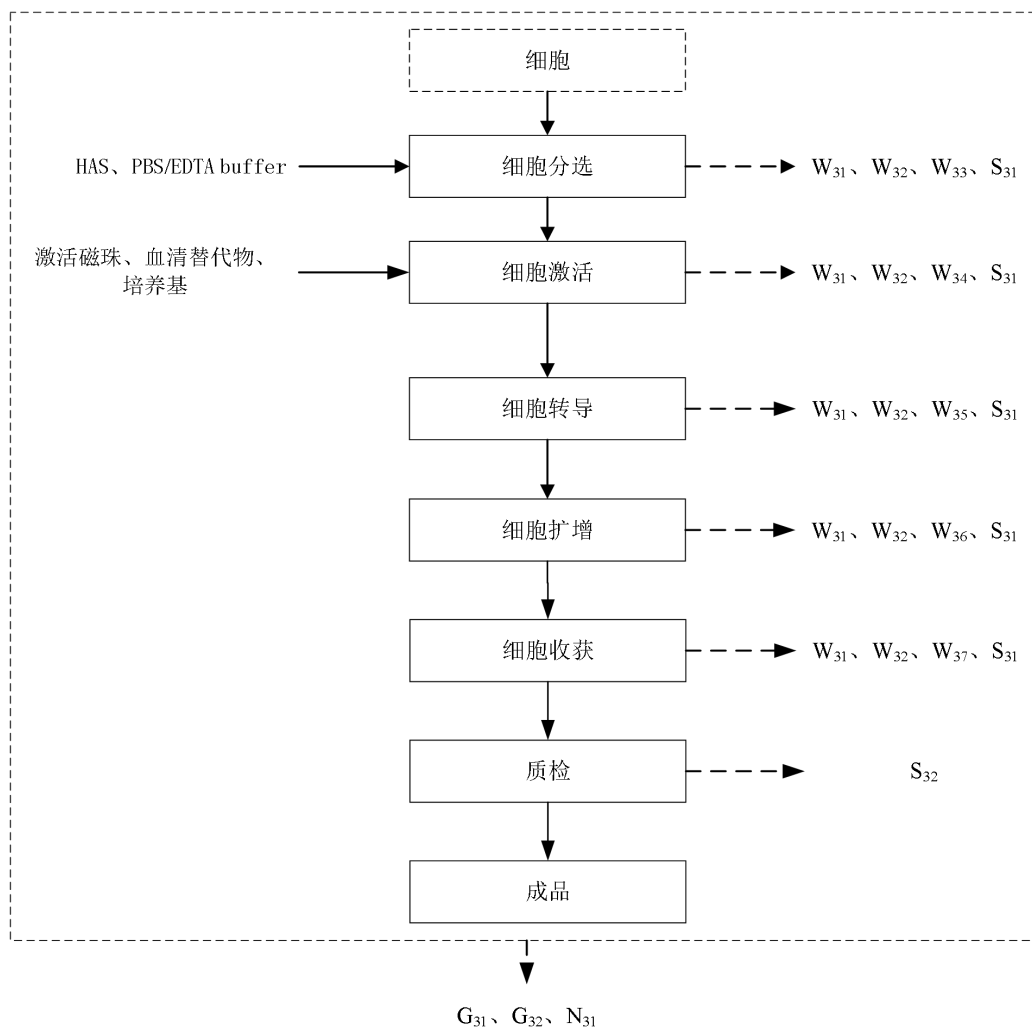 细胞
HAS、PBS/EDTA buffer
细胞分选
W₃₁、W₃₂、W₃₃、S₃₁
激活磁珠、血清替代物、
培养基
细胞激活
W₃₁、W₃₂、W₃₄、S₃₁
细胞转导
W₃₁、W₃₂、W₃₅、S₃₁
细胞扩增
W₃₁、W₃₂、W₃₆、S₃₁
细胞收获
W₃₁、W₃₂、W₃₇、S₃₁
质检
S₃₂
成品
G₃₁、G₃₂、N₃₁